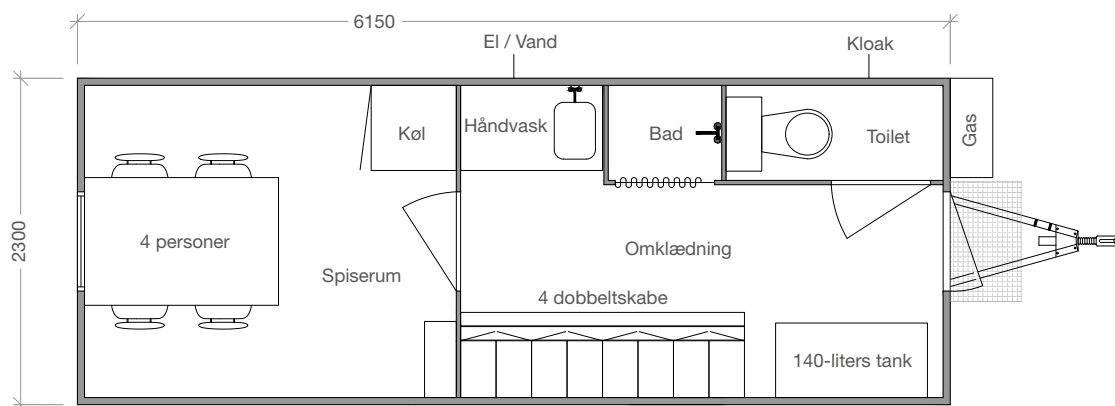 6150
El / Vand
Kloak
2300
Køl
Håndvask
Bad
Toilet
Gas
4 personer
Spiserum
Omklædning
4 dobbeltskabe
140-liters tank